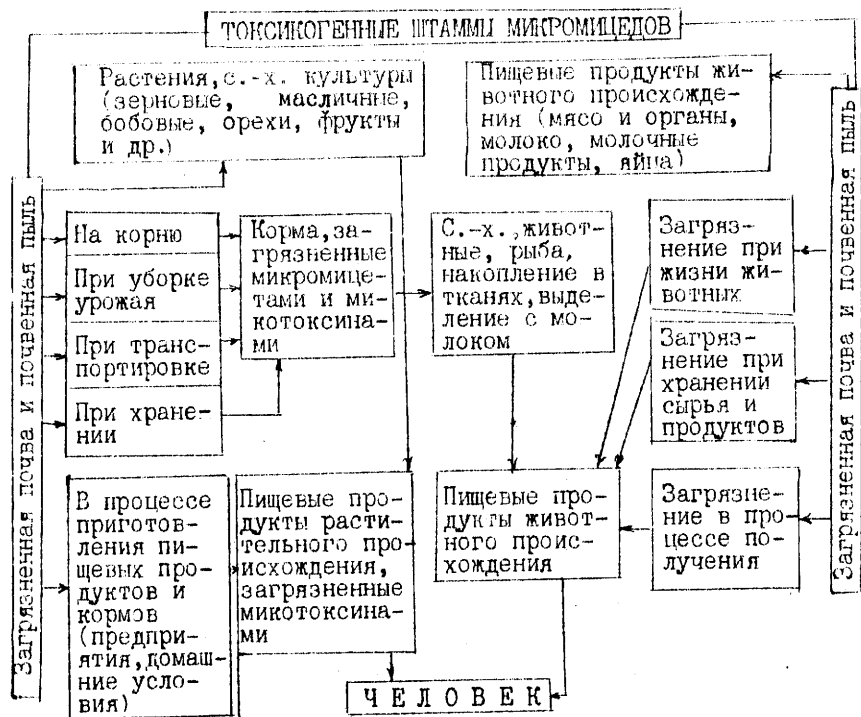 ТОКСИКОГЕННЫЕ ШТАММЫ МИКРОМИЦЕДОВ
Растения,с.-х. культуры
(зерновые, масличные,
бобовые, орехи, фрукты
и др.)
Пищевые продукты жи-
вотного происхожде-
ния (мясо и органы,
молоко, молочные
продукты, яйца)
Загрязненная почва и почвенная пыль
На корню
При уборке
урожая
При транс-
портировке
При хране-
нии
Корма,за-
грязненные
микромице-
тами и ми-
котоксина-
ми
С.-х.,живот-
ные, рыба,
накопление в
тканях,выде-
ление с мо-
локом
Загряз-
нение при
жизни жи-
вотных
Загряз-
нение при
хранении
сырья и
продуктов
Загрязненная почва и почвенная пыль
В процессе
приготов-
ления пи-
щевых про-
дуктов и
кормов
(предпри-
ятия,домаш-
ние усло-
вия)
Пищевые про-
дукты расти-
тельного про-
исхождения,
загрязненные
микотоксина-
ми
Пищевые про-
дукты живот-
ного проис-
хождения
Загрязне-
ние в про-
цессе по-
лучения
ЧЕЛОВЕК